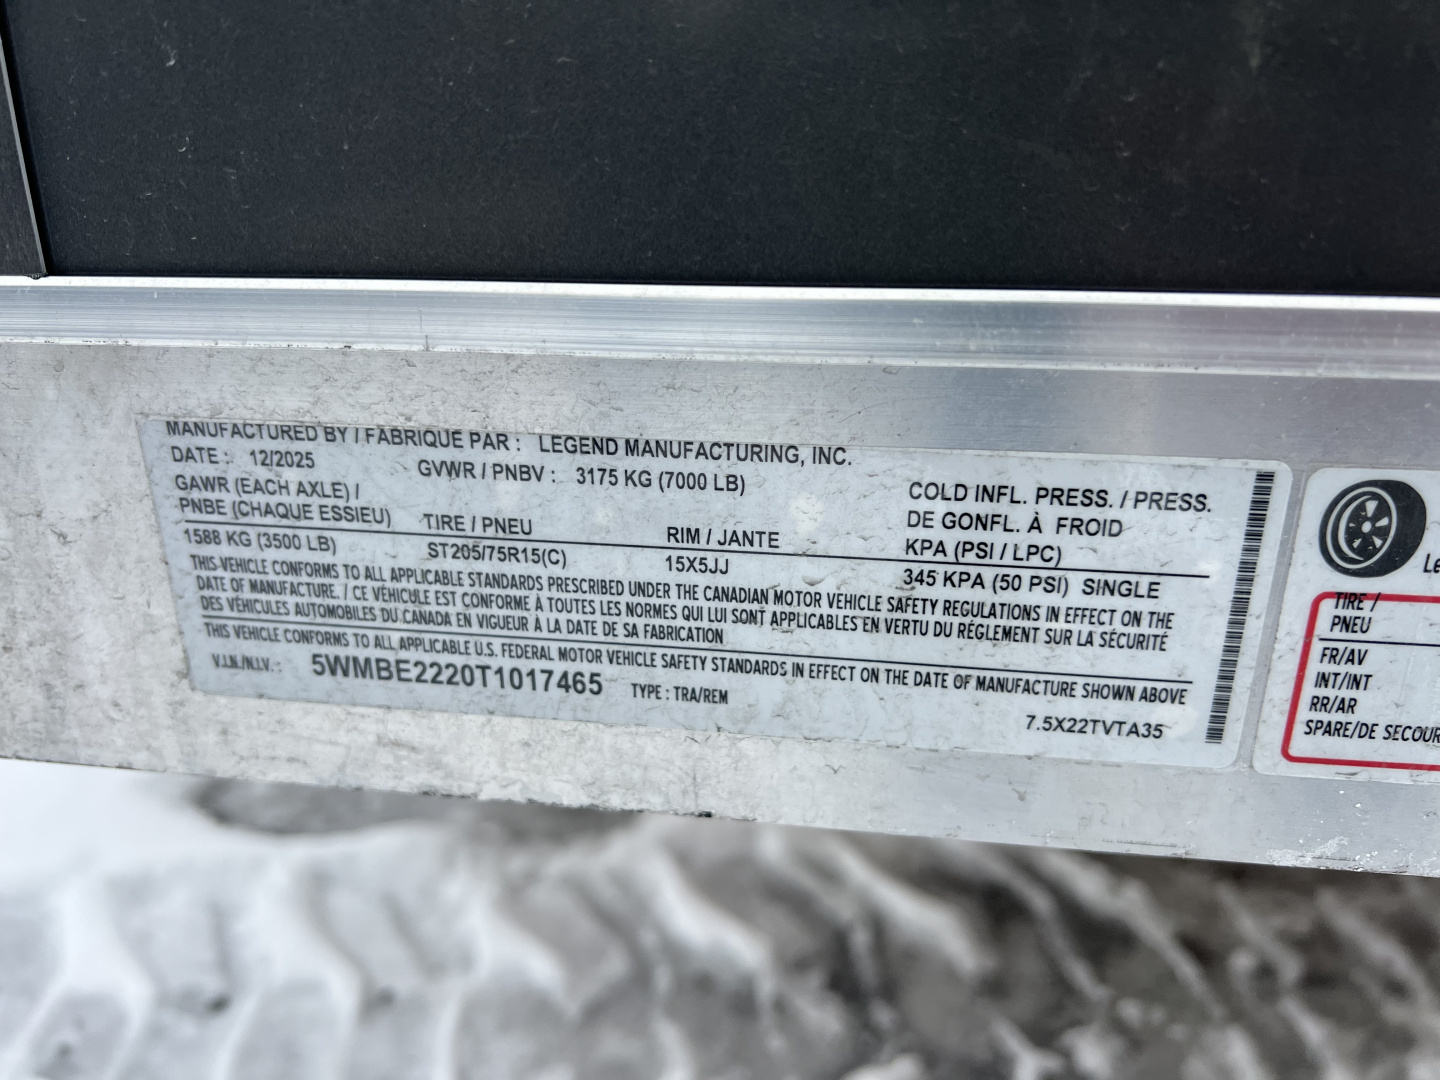 MANUFACTURED BY / FABRIQUE PAR : LEGEND MANUFACTURING, INC.
DATE : 12/2025 GVWR / PNBV : 3175 KG (7000 LB)
GAWR (EACH AXLE) /
PNBE (CHAQUE ESSIEU) TIRE / PNEU RIM / JANTE
COLD INFL. PRESS. / PRESS.
DE GONFL. À FROID
KPA (PSI / LPC)
1588 KG (3500 LB) ST205/75R15(C) 15X5JJ 345 KPA (50 PSI) SINGLE
THIS VEHICLE CONFORMS TO ALL APPLICABLE STANDARDS PRESCRIBED UNDER THE CANADIAN MOTOR VEHICLE SAFETY REGULATIONS IN EFFECT ON THE
DATE OF MANUFACTURE. / CE VÉHICULE EST CONFORME À TOUTES LES NORMES QUI LUI SONT APPLICABLES EN VERTU DU RÉGLEMENT SUR LA SÉCURITÉ
DES VÉHICULES AUTOMOBILES DU CANADA EN VIGUEUR À LA DATE DE SA FABRICATION
THIS VEHICLE CONFORMS TO ALL APPLICABLE U.S. FEDERAL MOTOR VEHICLE SAFETY STANDARDS IN EFFECT ON THE DATE OF MANUFACTURE SHOWN ABOVE
V.I.N./N.I.V. : 5WMBE2220T1017465 TYPE : TRA/REM 7.5X22TVTA35
Le
TIRE /
PNEU
FR/AV
INT/INT
RR/AR
SPARE/DE SECOUR